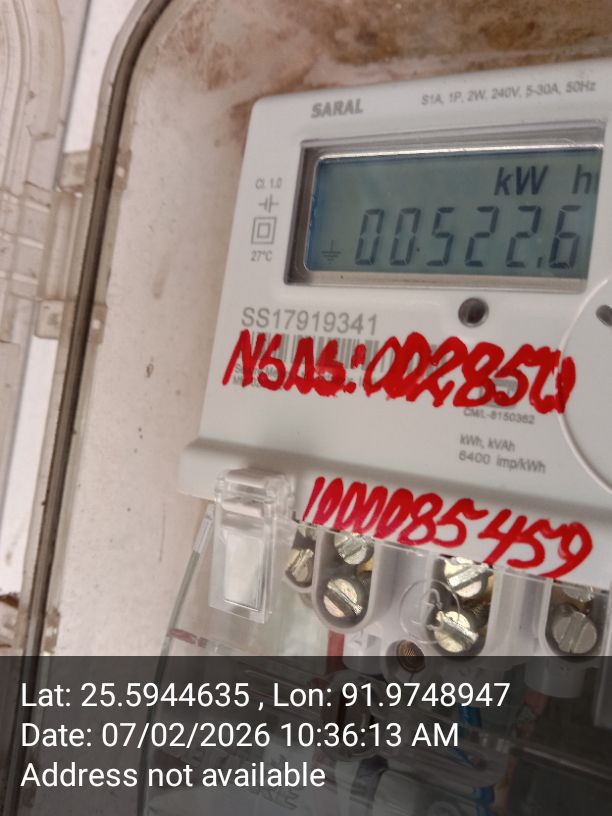 SARAL
S1A, 1P, 2W, 240V, 5-30A, 50Hz
Cl. 1.0
kW h
00522.6
27°C
SS17919341
CM/L-8150362
kWh, kVAh
6400 imp/kWh
1000085459
Lat: 25.5944635 , Lon: 91.9748947
Date: 07/02/2026 10:36:13 AM
Address not available